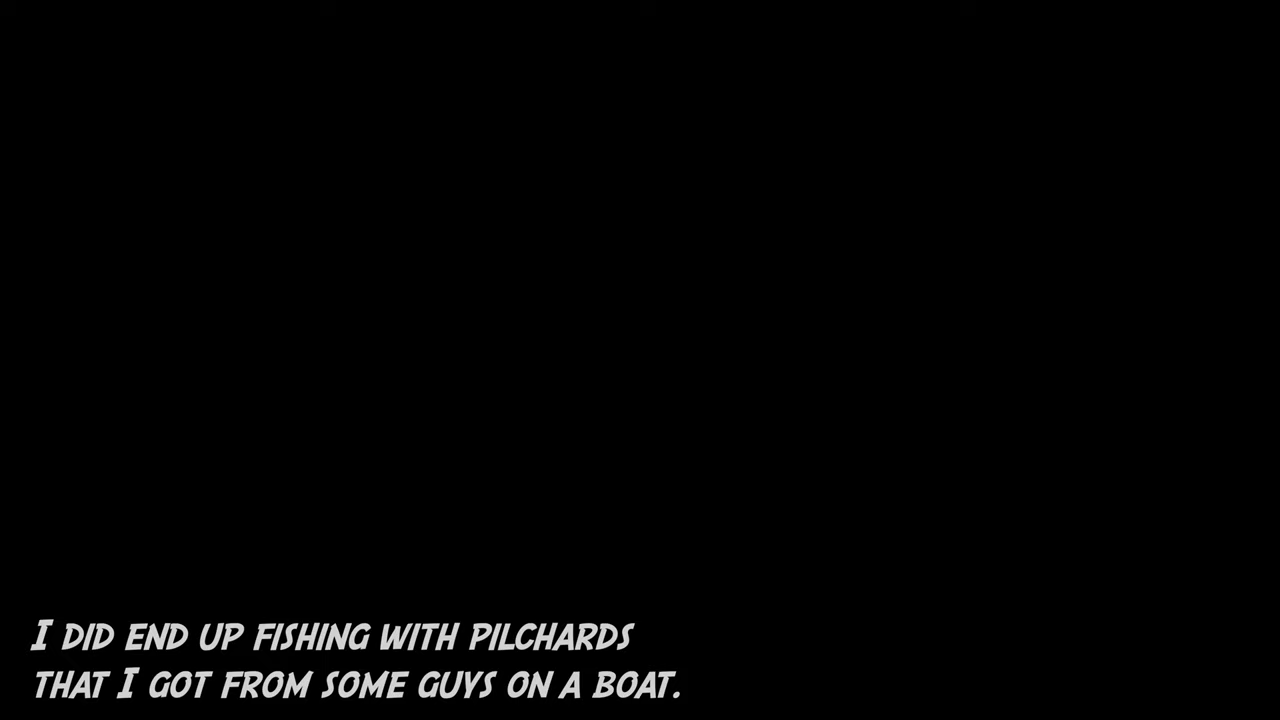 I DID END UP FISHING WITH PILCHARDS
THAT I GOT FROM SOME GUYS ON A BOAT.